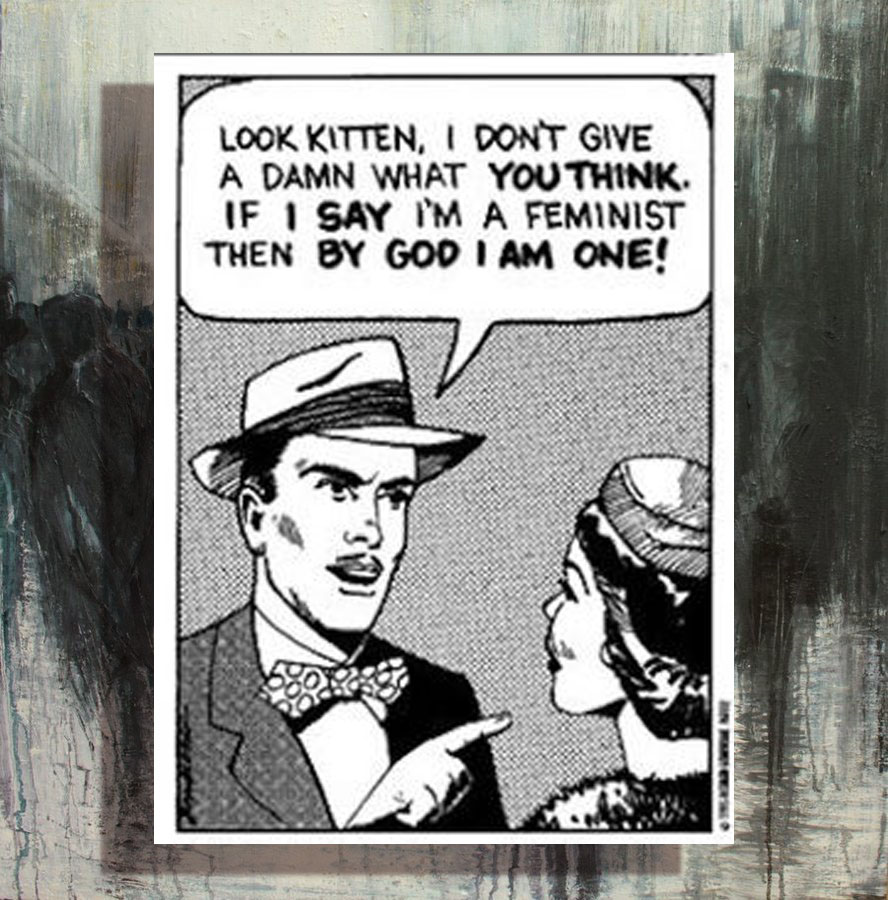 LOOK KITTEN, I DON'T GIVE
A DAMN WHAT YOU THINK.
IF I SAY I'M A FEMINIST
THEN BY GOD I AM ONE!